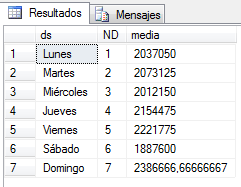 Resultados Mensajes
ds ND media
1 Lunes 1 2037050
2 Martes 2 2073125
3 Miércoles 3 2012150
4 Jueves 4 2154475
5 Viernes 5 2221775
6 Sábado 6 1887600
7 Domingo 7 2386666,66666667